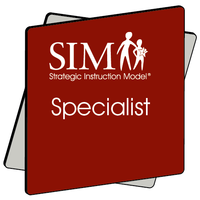 SIM
Strategic Instruction Model®
Specialist